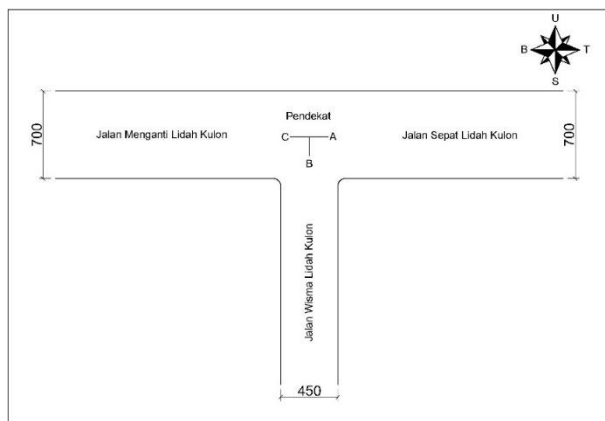 U
B T
S
Pendekat
700 Jalan Menganti Lidah Kulon C A Jalan Sepat Lidah Kulon 700
B
Jalan Wisma Lidah Kulon
450